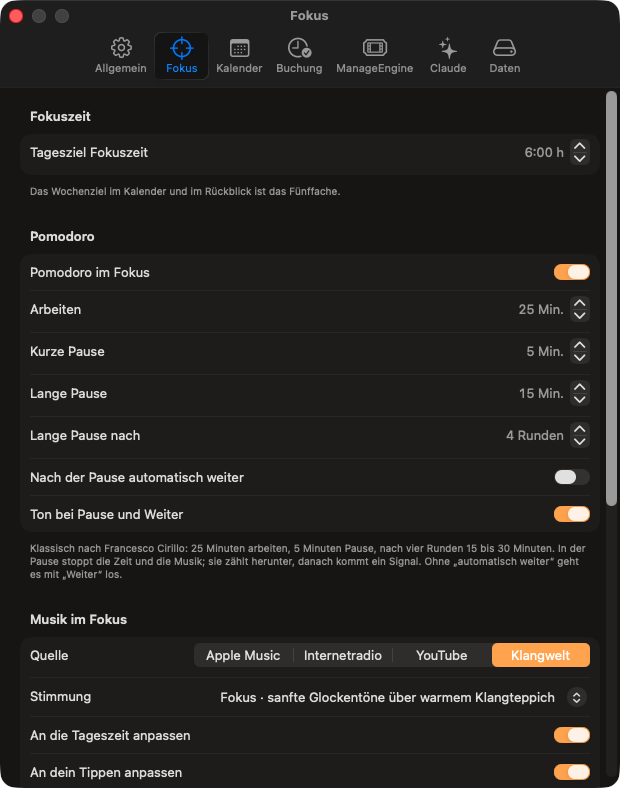 Fokus
Allgemein
Fokus
Kalender
Buchung
ManageEngine
Claude
Daten
Fokuszeit
Tagesziel Fokuszeit
6:00 h
Das Wochenziel im Kalender und im Rückblick ist das Fünffache.
Pomodoro
Pomodoro im Fokus
Arbeiten
25 Min.
Kurze Pause
5 Min.
Lange Pause
15 Min.
Lange Pause nach
4 Runden
Nach der Pause automatisch weiter
Ton bei Pause und Weiter
Klassisch nach Francesco Cirillo: 25 Minuten arbeiten, 5 Minuten Pause, nach vier Runden 15 bis 30 Minuten. In der
Pause stoppt die Zeit und die Musik; sie zählt herunter, danach kommt ein Signal. Ohne „automatisch weiter“ geht
es mit „Weiter“ los.
Musik im Fokus
Quelle
Apple Music
Internetradio
YouTube
Klangwelt
Stimmung
Fokus · sanfte Glockentöne über warmem Klangteppich
An die Tageszeit anpassen
An dein Tippen anpassen